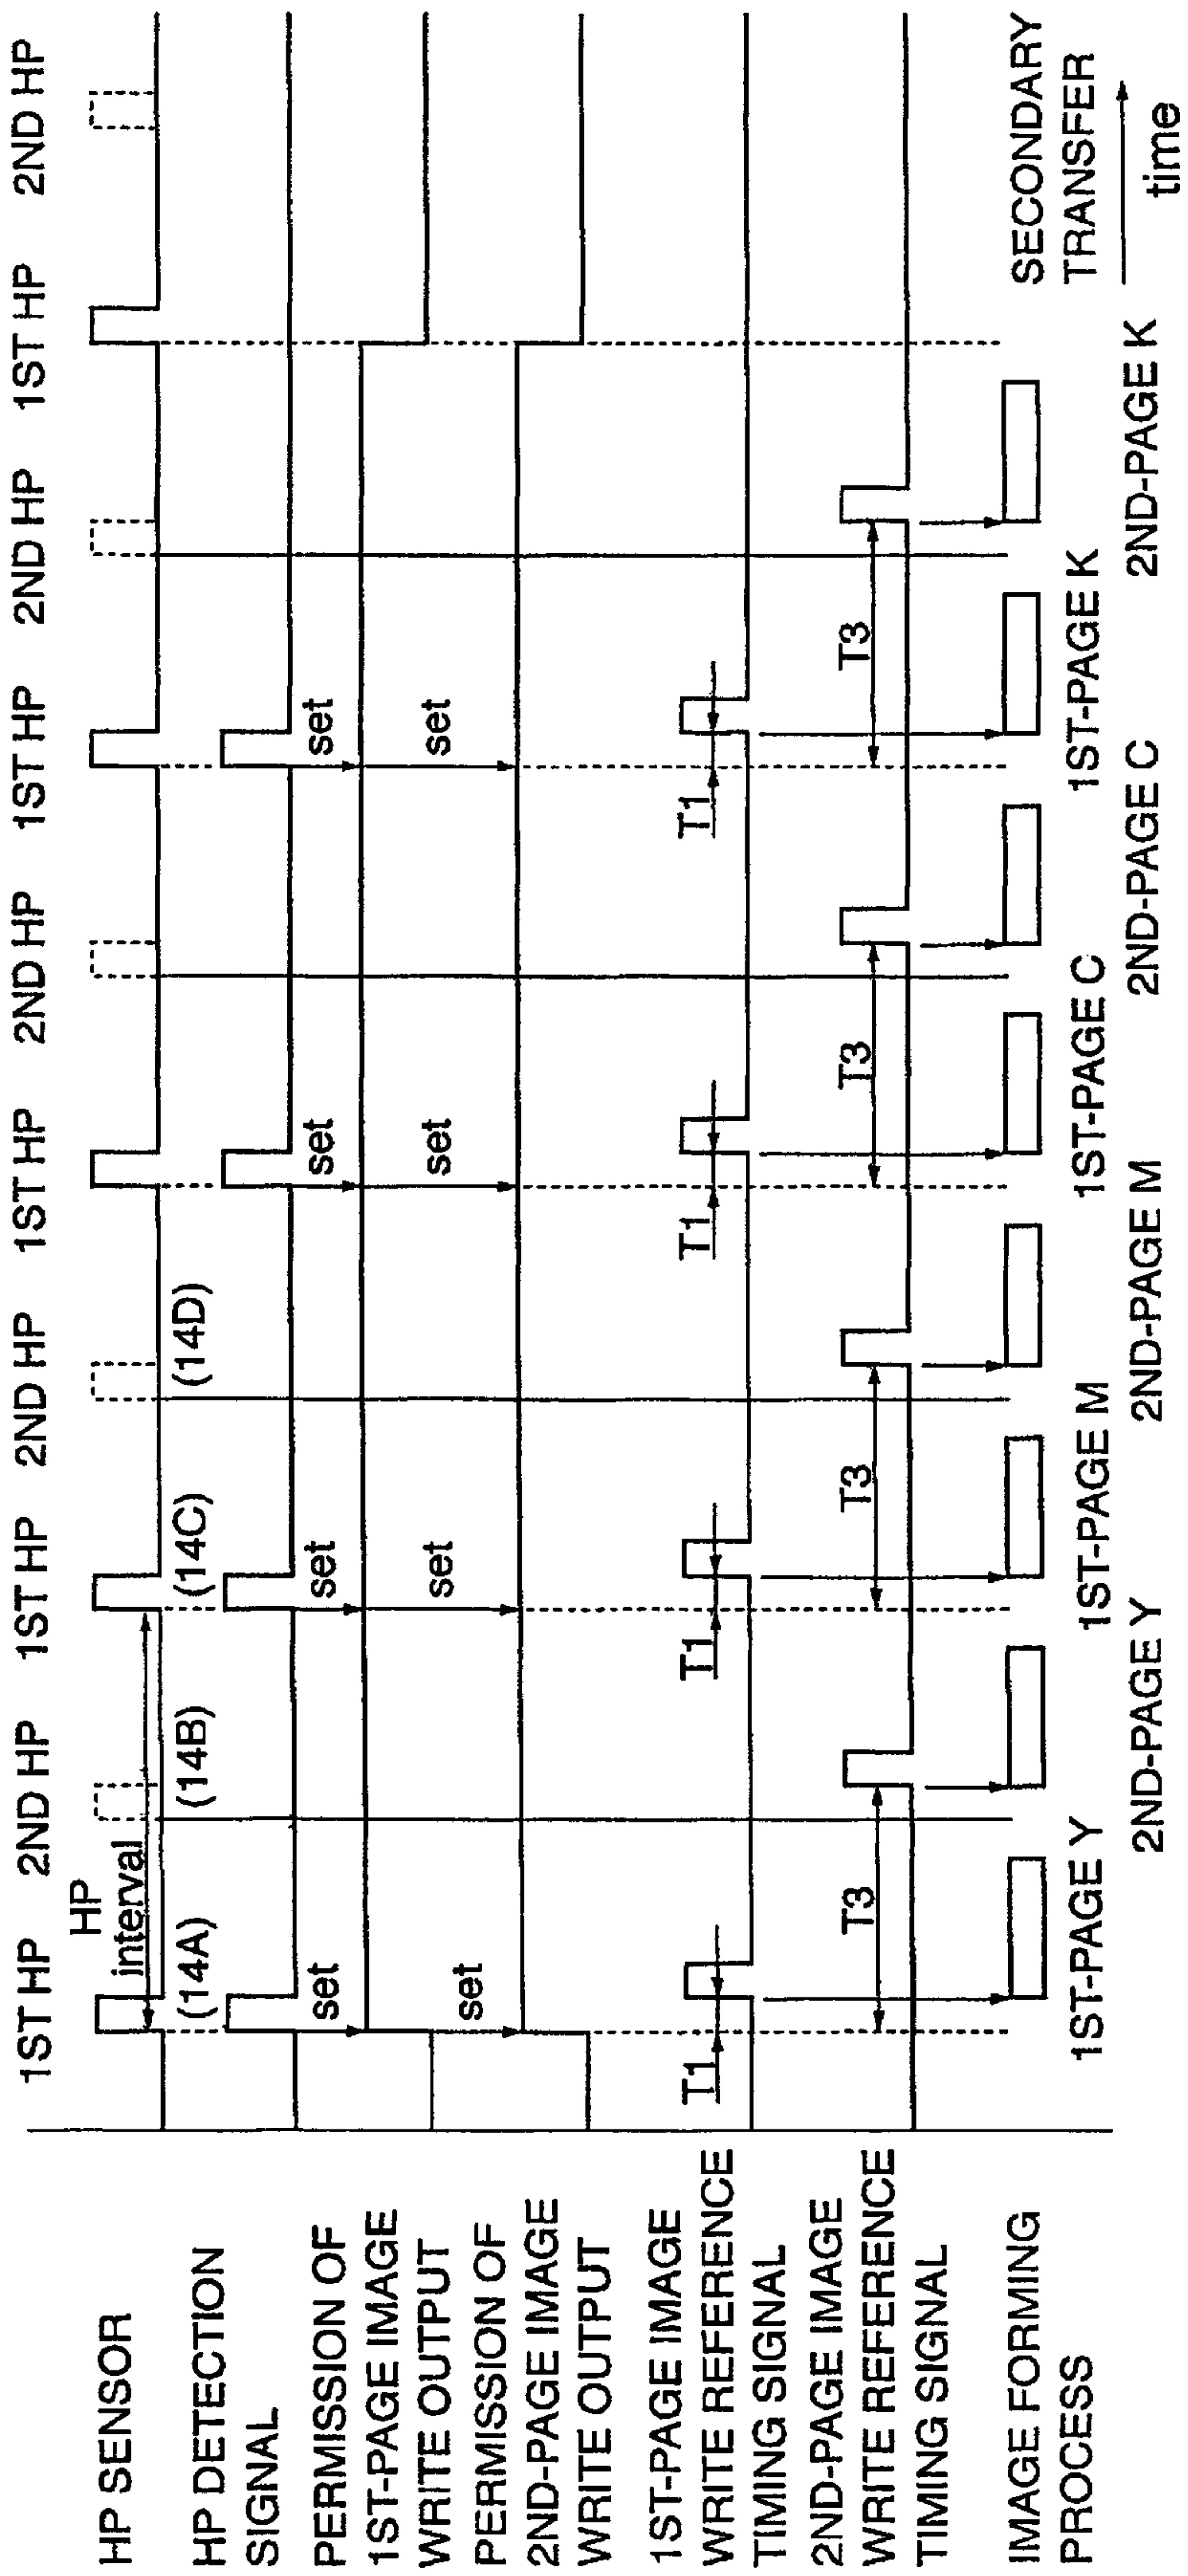 1ST HP
2ND HP
1ST HP
2ND HP
1ST HP
2ND HP
1ST HP
2ND HP
1ST HP
2ND HP
HP SENSOR
HP
interval
(14A)
(14B)
(14C)
(14D)
HP DETECTION
SIGNAL
set
set
set
set
PERMISSION OF
1ST-PAGE IMAGE
WRITE OUTPUT
set
set
set
set
PERMISSION OF
2ND-PAGE IMAGE
WRITE OUTPUT
1ST-PAGE IMAGE
WRITE REFERENCE
TIMING SIGNAL
T1
T1
T1
T1
2ND-PAGE IMAGE
WRITE REFERENCE
TIMING SIGNAL
T3
T3
T3
T3
IMAGE FORMING
PROCESS
SECONDARY
TRANSFER
time
1ST-PAGE Y
2ND-PAGE Y
1ST-PAGE M
2ND-PAGE M
1ST-PAGE C
2ND-PAGE C
1ST-PAGE K
2ND-PAGE K